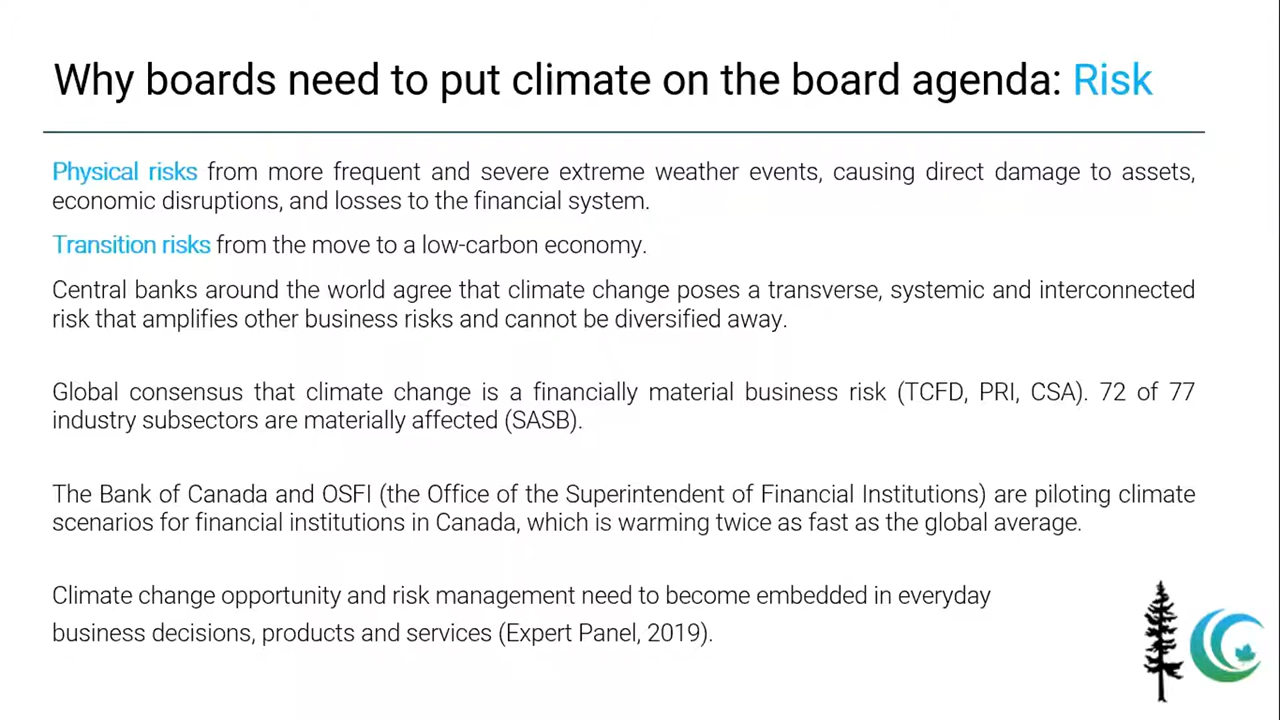 Why boards need to put climate on the board agenda: Risk
Physical risks from more frequent and severe extreme weather events, causing direct damage to assets,
economic disruptions, and losses to the financial system.
Transition risks from the move to a low-carbon economy.
Central banks around the world agree that climate change poses a transverse, systemic and interconnected
risk that amplifies other business risks and cannot be diversified away.
Global consensus that climate change is a financially material business risk (TCFD, PRI, CSA). 72 of 77
industry subsectors are materially affected (SASB).
The Bank of Canada and OSFI (the Office of the Superintendent of Financial Institutions) are piloting climate
scenarios for financial institutions in Canada, which is warming twice as fast as the global average.
Climate change opportunity and risk management need to become embedded in everyday
business decisions, products and services (Expert Panel, 2019).